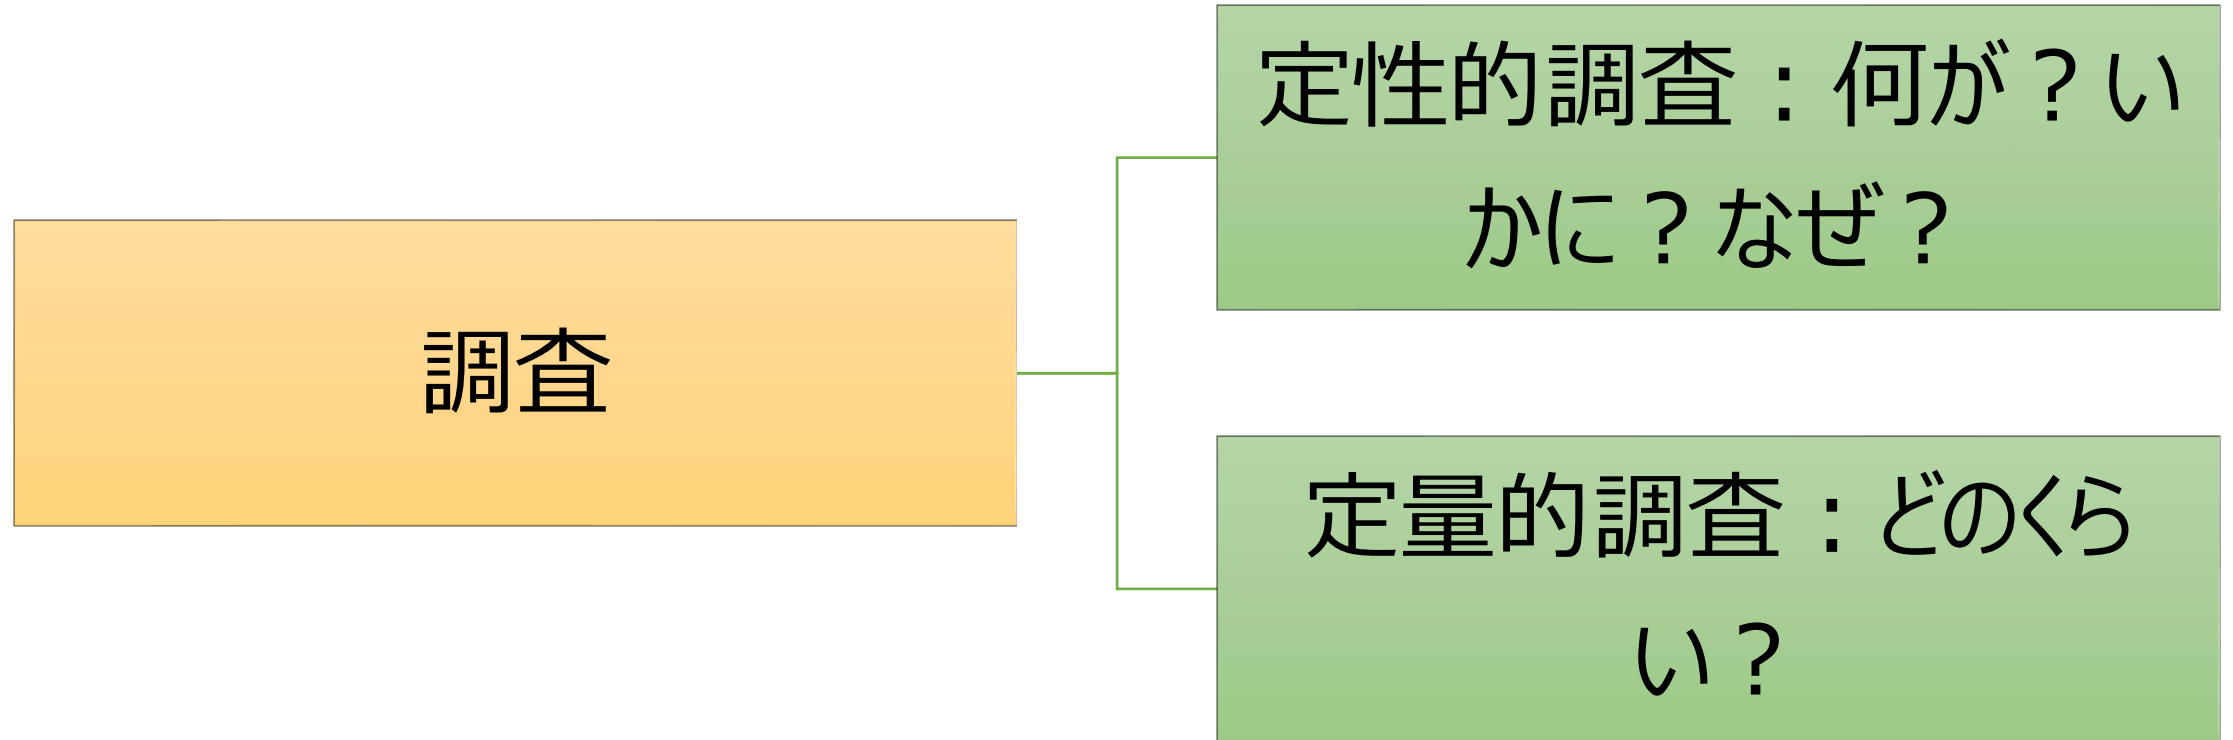 調査
定性的調査：何が？い
かに？なぜ？
定量的調査：どのくら
い？